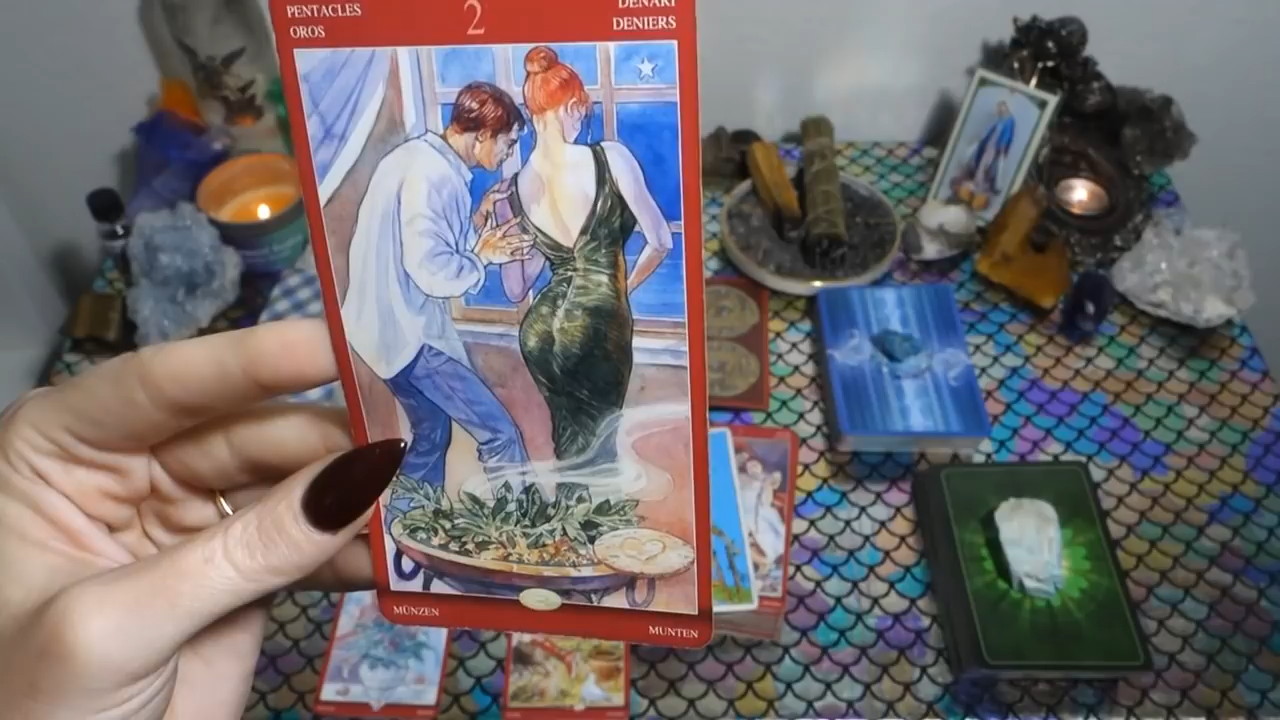 PENTACLES
OROS
2
DENARI
DENIERS
MÜNZEN
MUNTEN